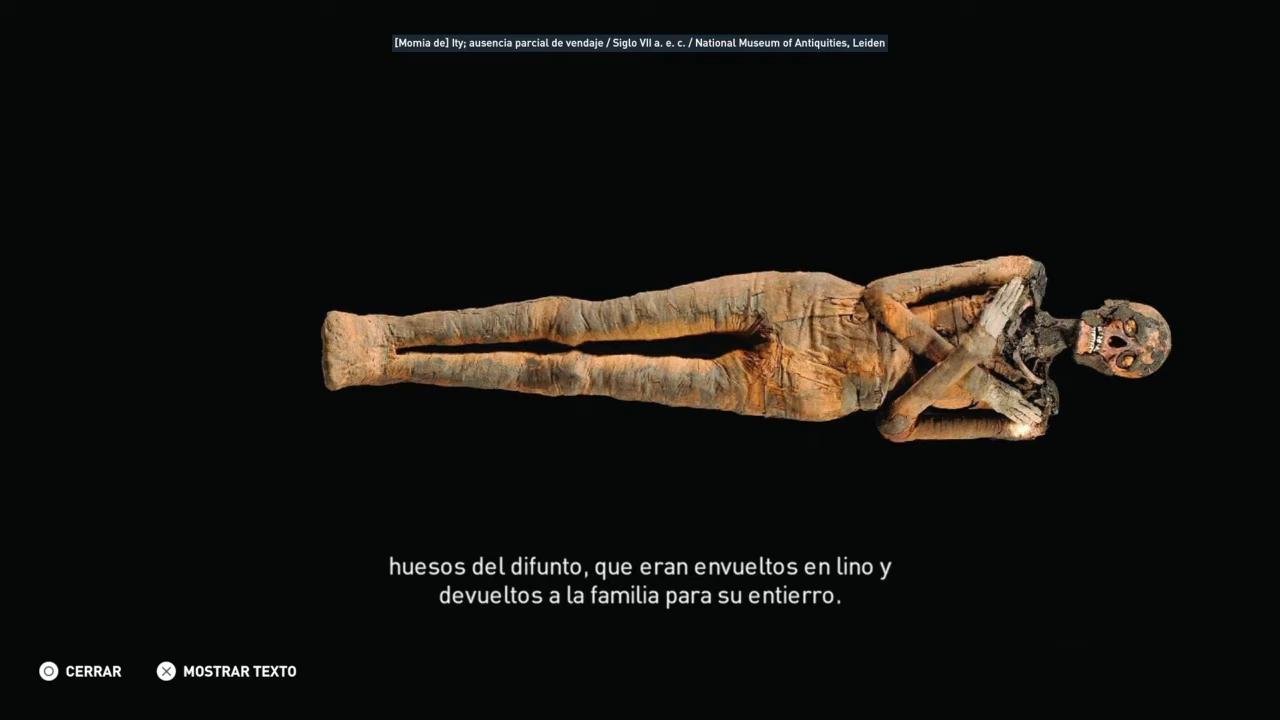 [Momia de] Ity; ausencia parcial de vendaje / Siglo VII a. e. c. / National Museum of Antiquities, Leiden
huesos del difunto, que eran envueltos en lino y
devueltos a la familia para su entierro.
CERRAR MOSTRAR TEXTO